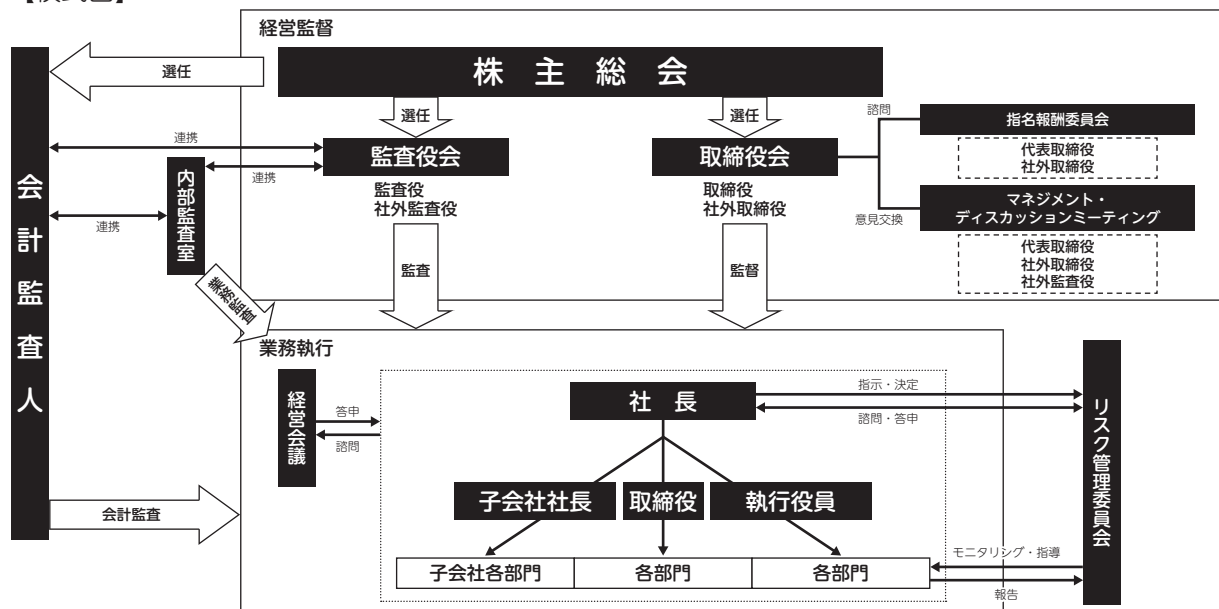 【模式図】
経営監督
選任
株主総会
選任
選任
諮問
指名報酬委員会
代表取締役
社外取締役
連携
監査役会
取締役会
連携
内部監査室
監査役
社外監査役
取締役
社外取締役
マネジメント・
ディスカッションミーティング
意見交換
連携
代表取締役
社外取締役
社外監査役
会計監査人
監査
監督
業務監査
業務執行
経営会議
答申
諮問
社長
指示・決定
諮問・答申
リスク管理委員会
子会社社長
取締役
執行役員
会計監査
モニタリング・指導
子会社各部門
各部門
各部門
報告